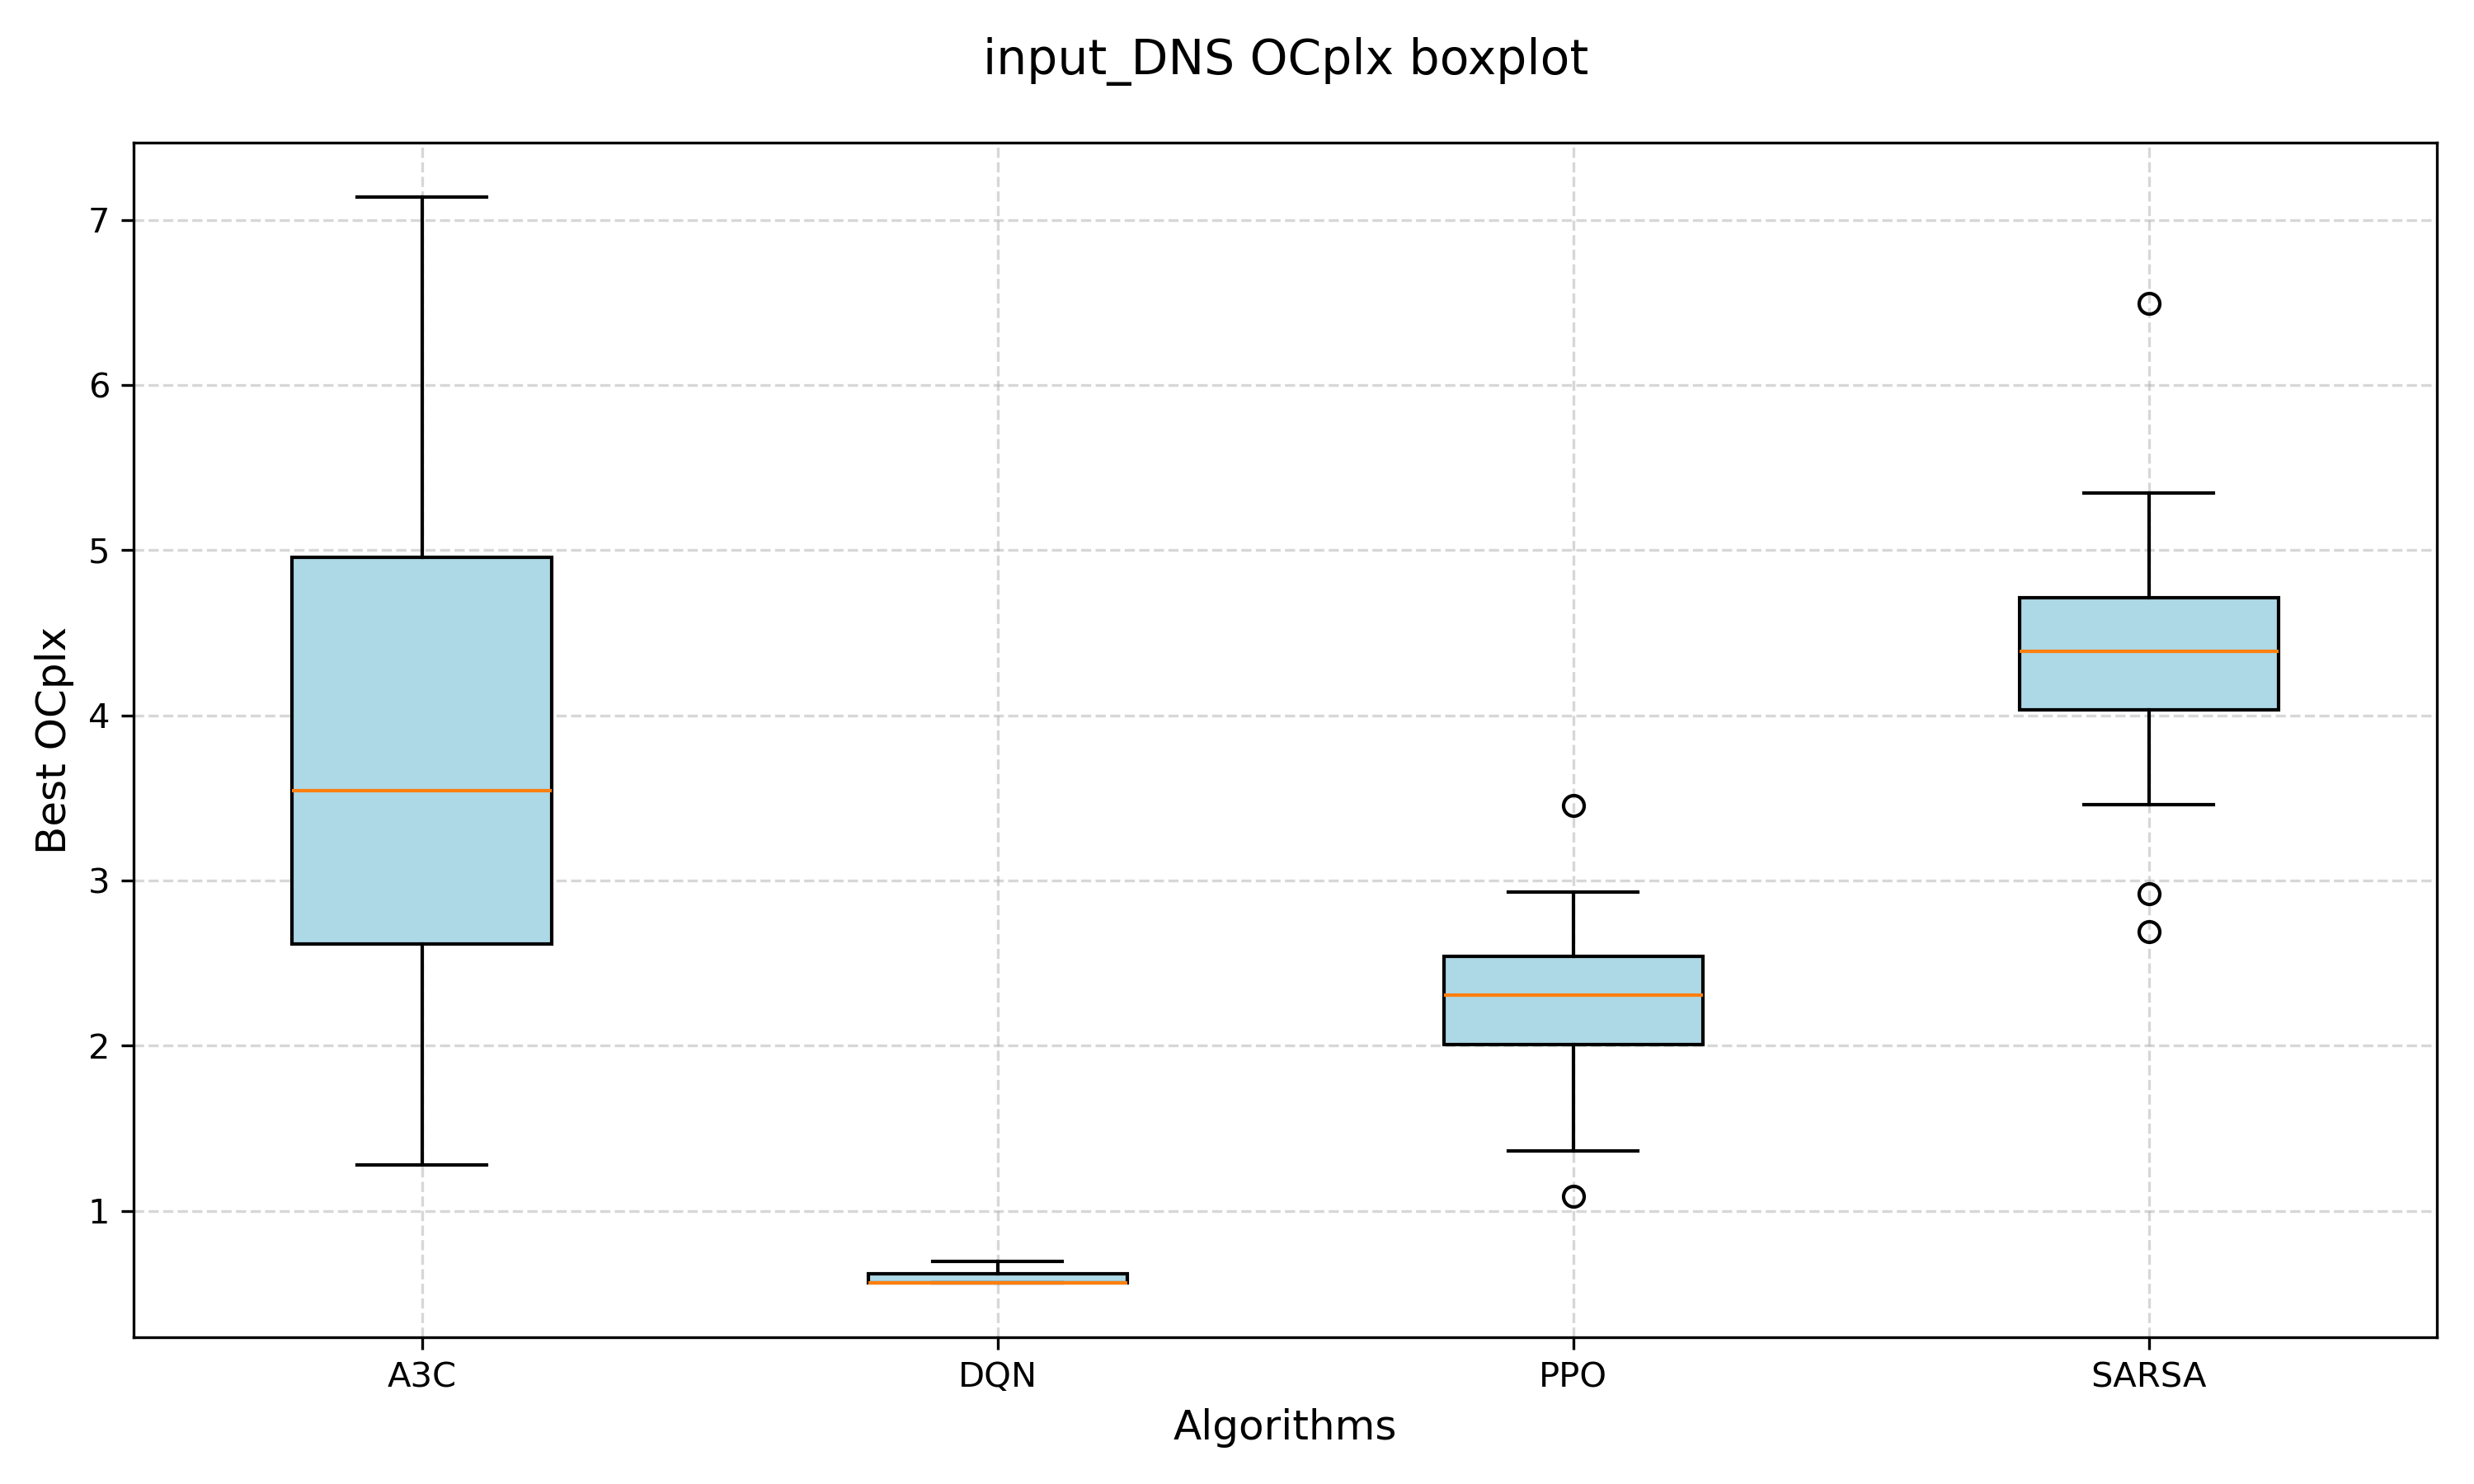 input_DNS OCplx boxplot
Best OCplx
7
6
5
4
3
2
1
A3C
DQN
PPO
SARSA
Algorithms